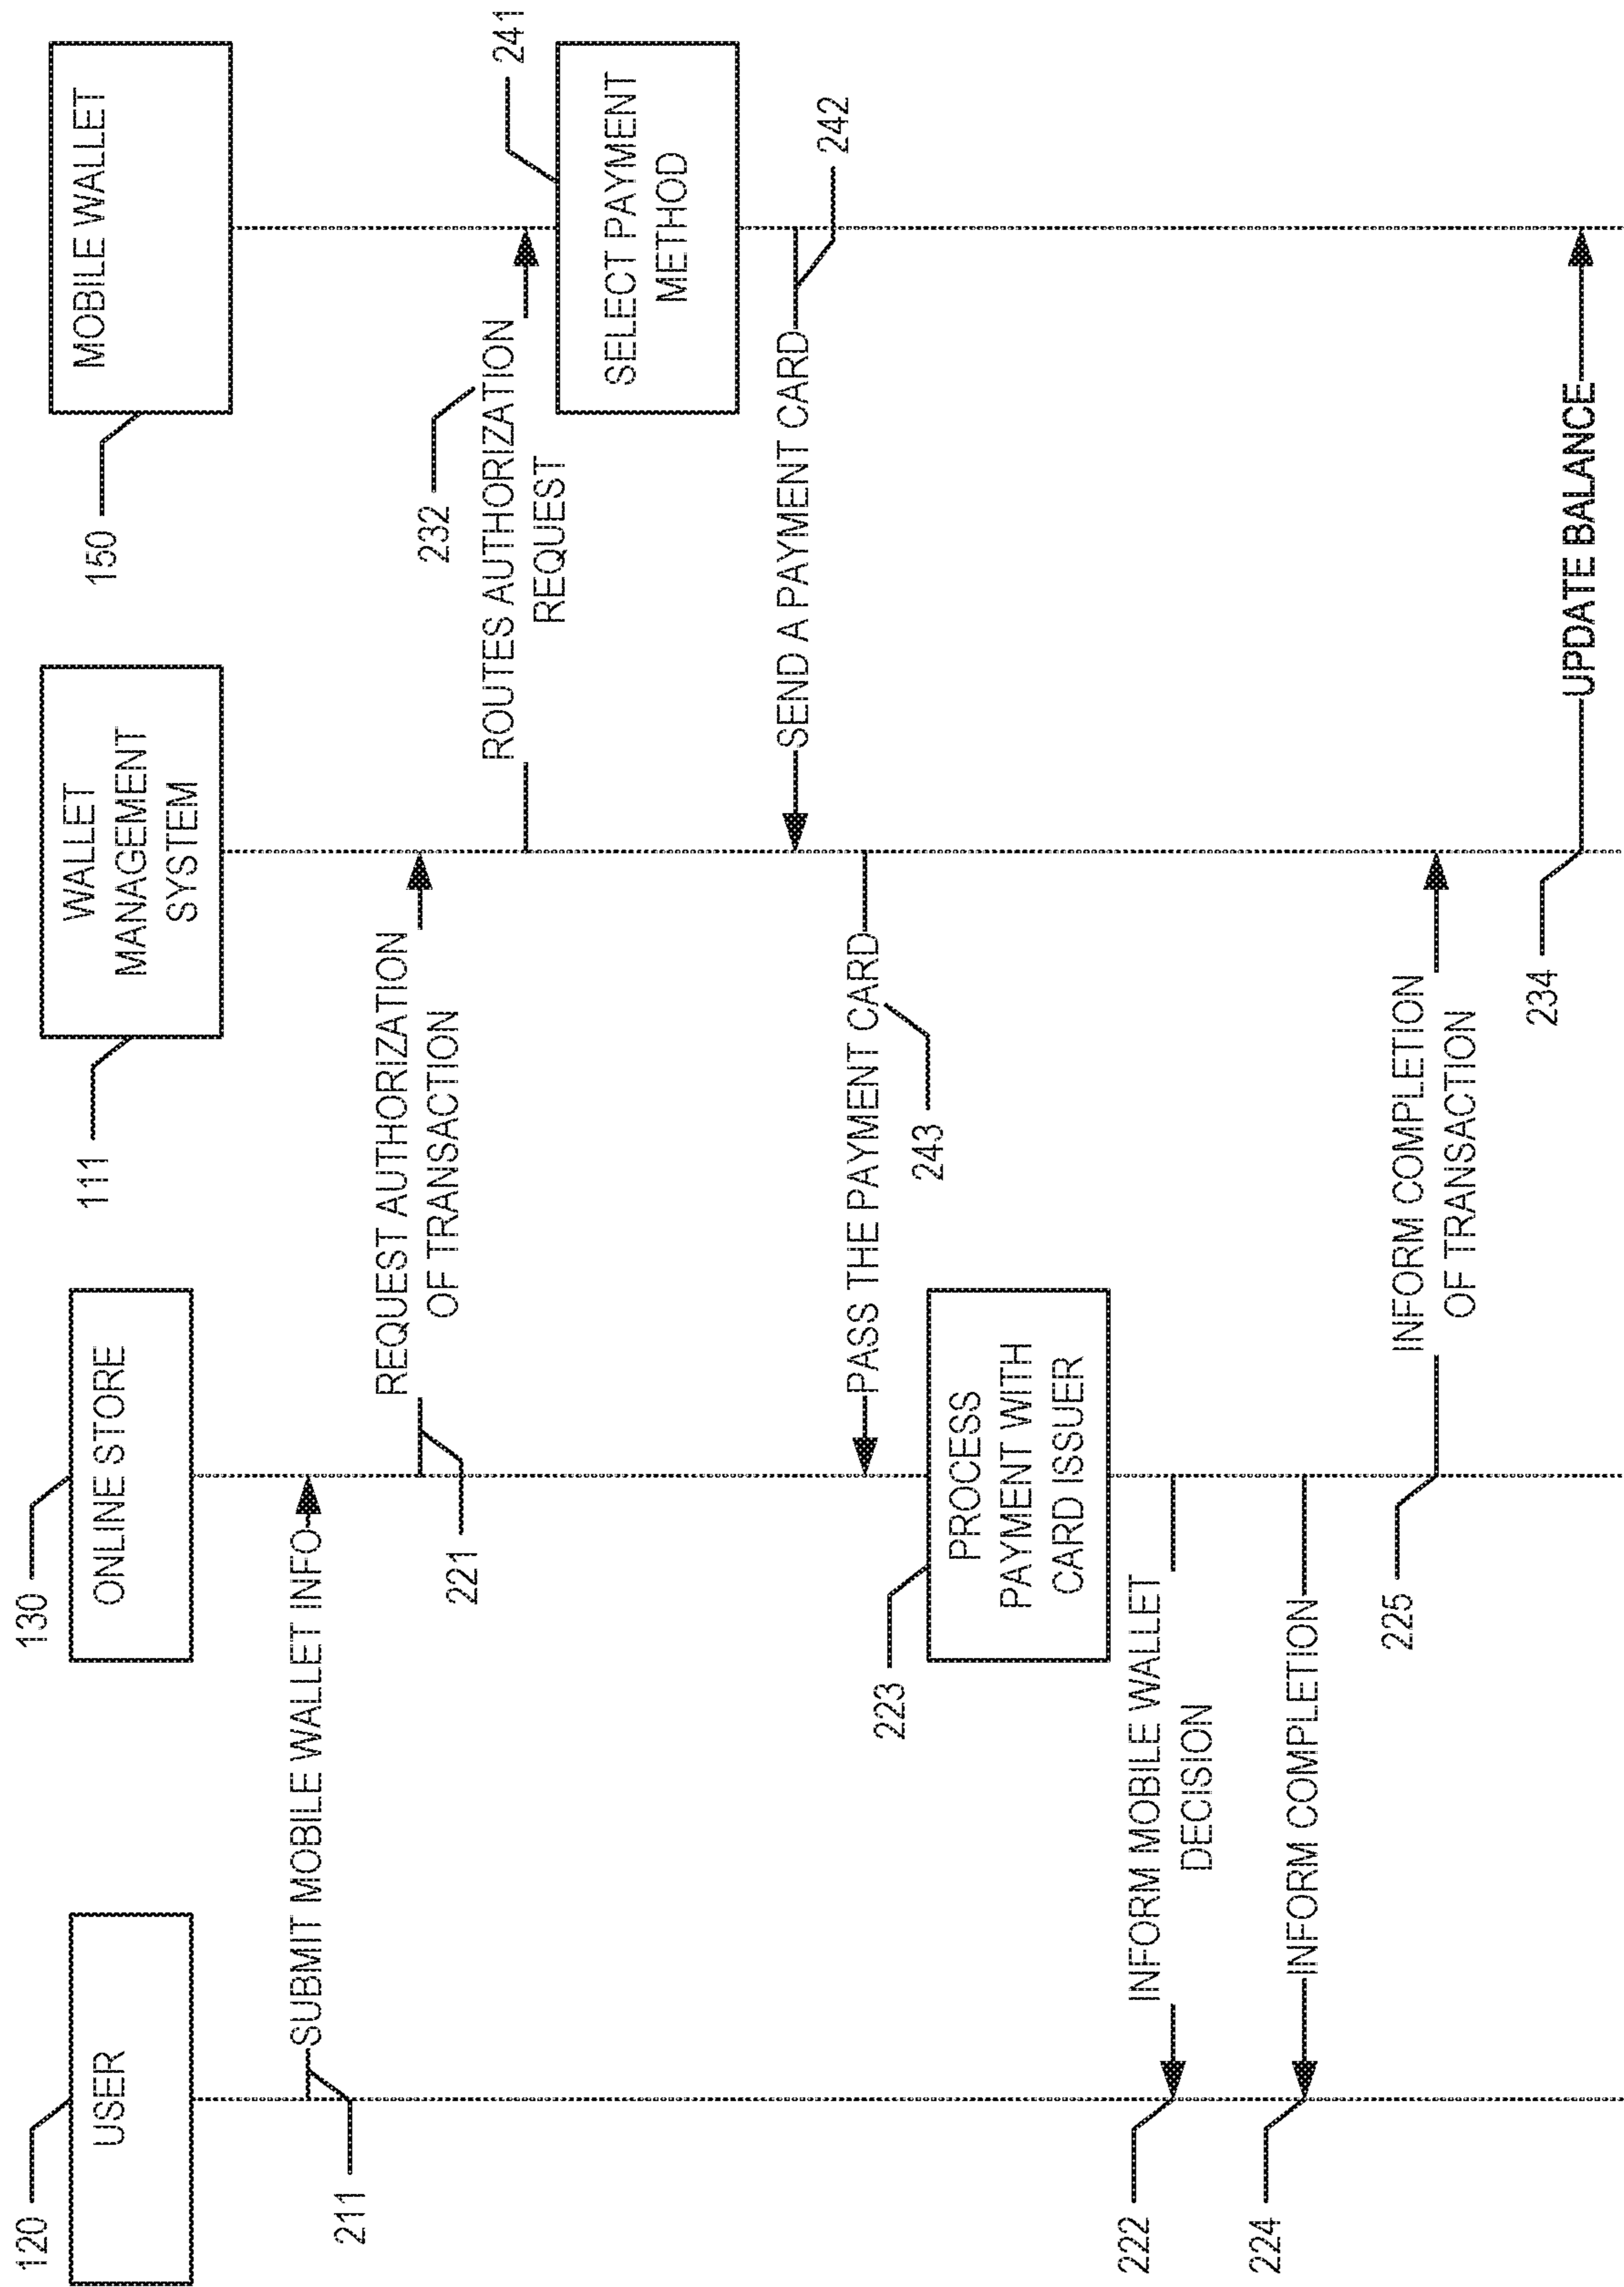 120
USER
130
ONLINE STORE
111
WALLET
MANAGEMENT
SYSTEM
150
MOBILE WALLET
SUBMIT MOBILE WALLET INFO
211
REQUEST AUTHORIZATION
OF TRANSACTION
221
232
ROUTES AUTHORIZATION
REQUEST
241
SELECT PAYMENT
METHOD
SEND A PAYMENT CARD
242
PASS THE PAYMENT CARD
243
223
PROCESS
PAYMENT WITH
CARD ISSUER
INFORM MOBILE WALLET
DECISION
222
INFORM COMPLETION
224
INFORM COMPLETION
OF TRANSACTION
225
UPDATE BALANCE
234